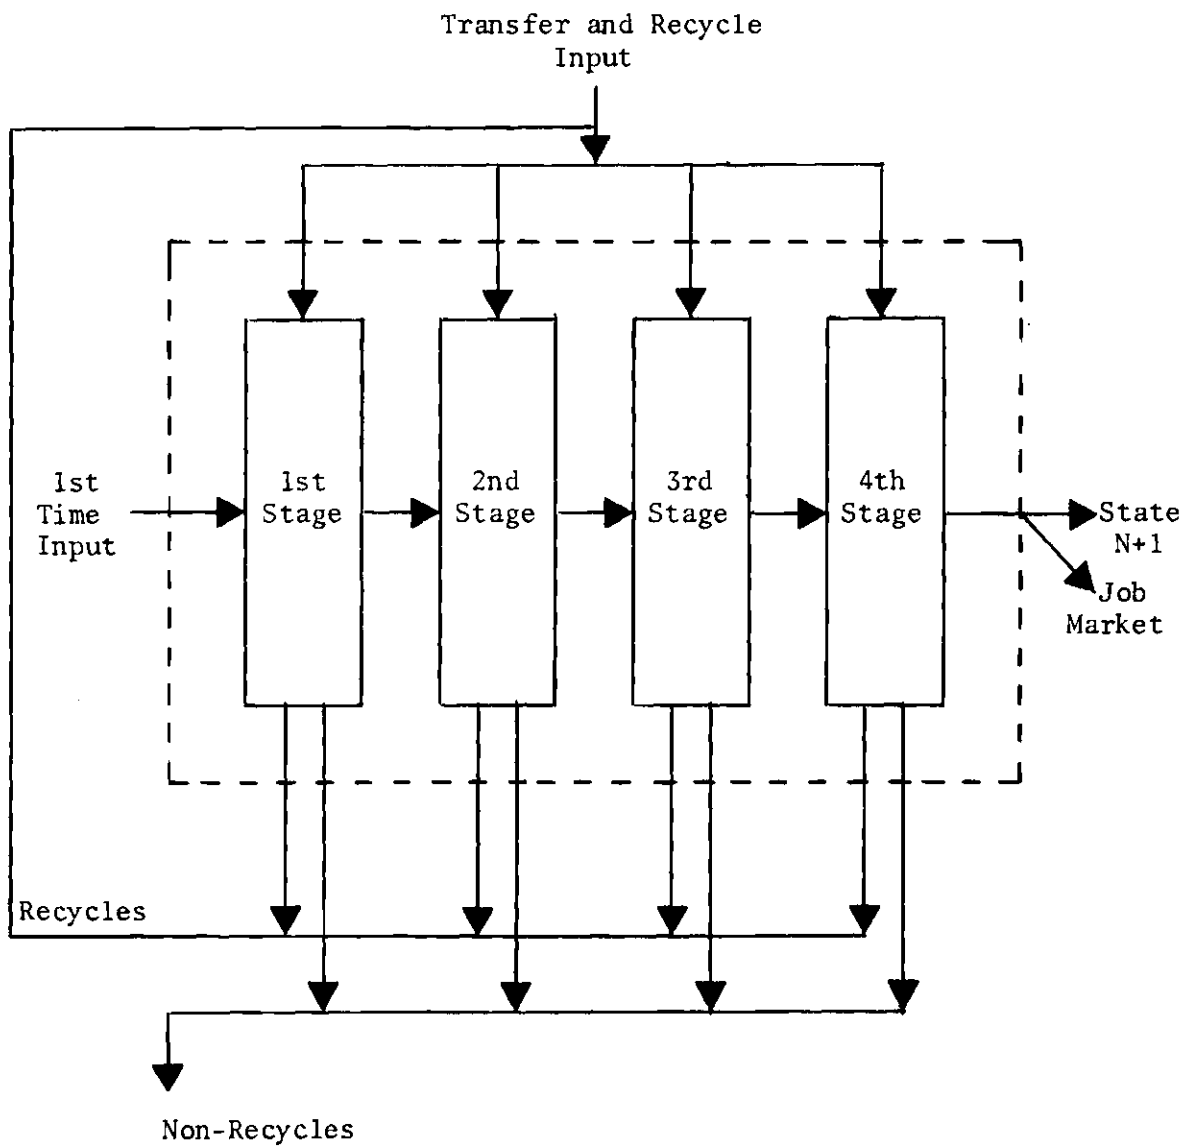 Transfer and Recycle
Input
1st
Time
Input
1st
Stage
2nd
Stage
3rd
Stage
4th
Stage
State
N+1
Job
Market
Recycles
Non-Recycles